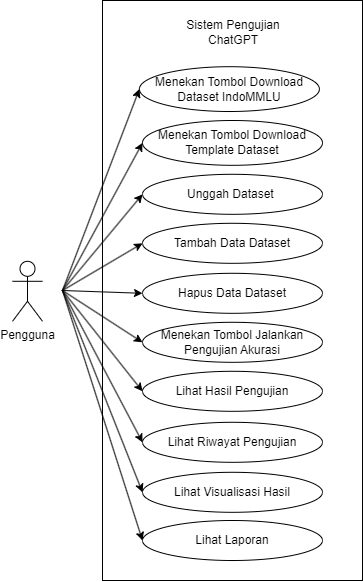 Sistem Pengujian
ChatGPT
Menekan Tombol Download
Dataset IndoMMLU
Menekan Tombol Download
Template Dataset
Unggah Dataset
Tambah Data Dataset
Hapus Data Dataset
Pengguna
Menekan Tombol Jalankan
Pengujian Akurasi
Lihat Hasil Pengujian
Lihat Riwayat Pengujian
Lihat Visualisasi Hasil
Lihat Laporan